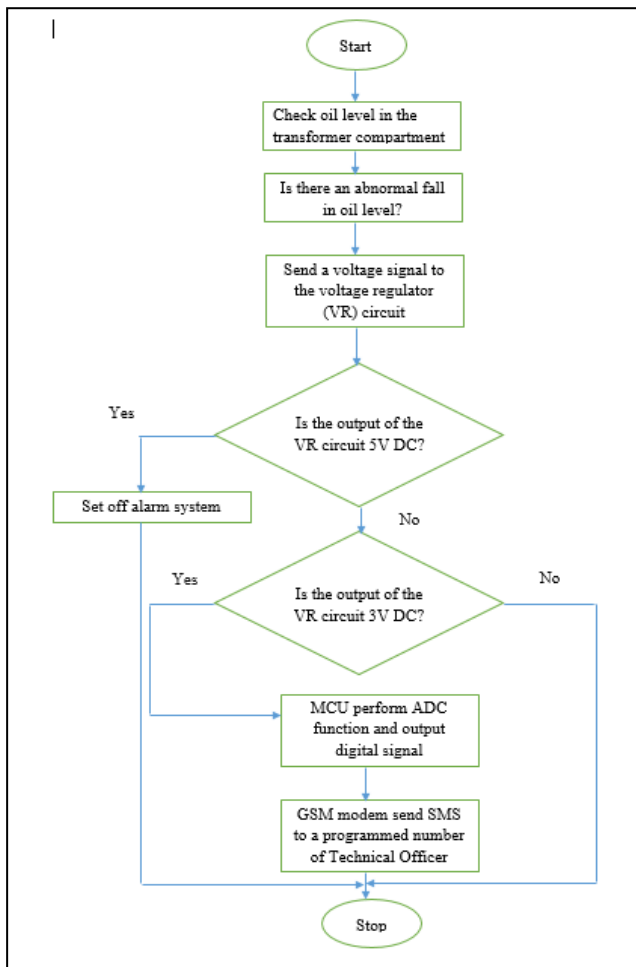 Start
Check oil level in the
transformer compartment
Is there an abnormal fall
in oil level?
Send a voltage signal to
the voltage regulator
(VR) circuit
Yes
Is the output of the
VR circuit 5V DC?
Set off alarm system
No
Yes
Is the output of the
VR circuit 3V DC?
No
MCU perform ADC
function and output
digital signal
GSM modem send SMS
to a programmed number
of Technical Officer
Stop